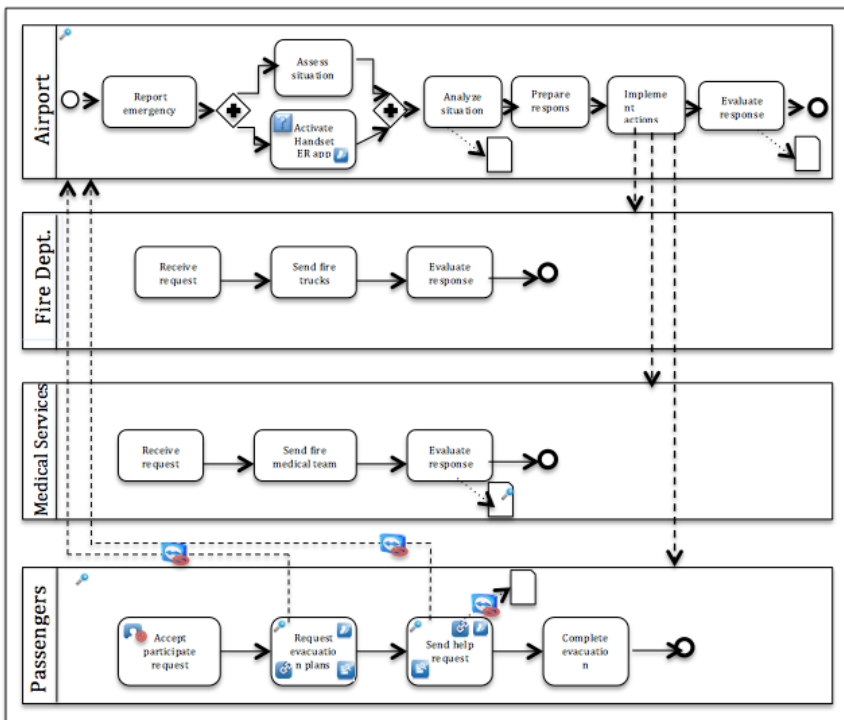 Airport
Report
emergency
Assess
situation
Activate
Handset
ER app
Analyze
situation
Prepare
respons
Impleme
nt
actions
Evaluate
response
Fire Dept.
Receive
request
Send fire
trucks
Evaluate
response
Medical Services
Receive
request
Send fire
medical team
Evaluate
response
Passengers
Accept
participate
request
Request
evacuatio
n plans
Send help
request
Complete
evacuatio
n